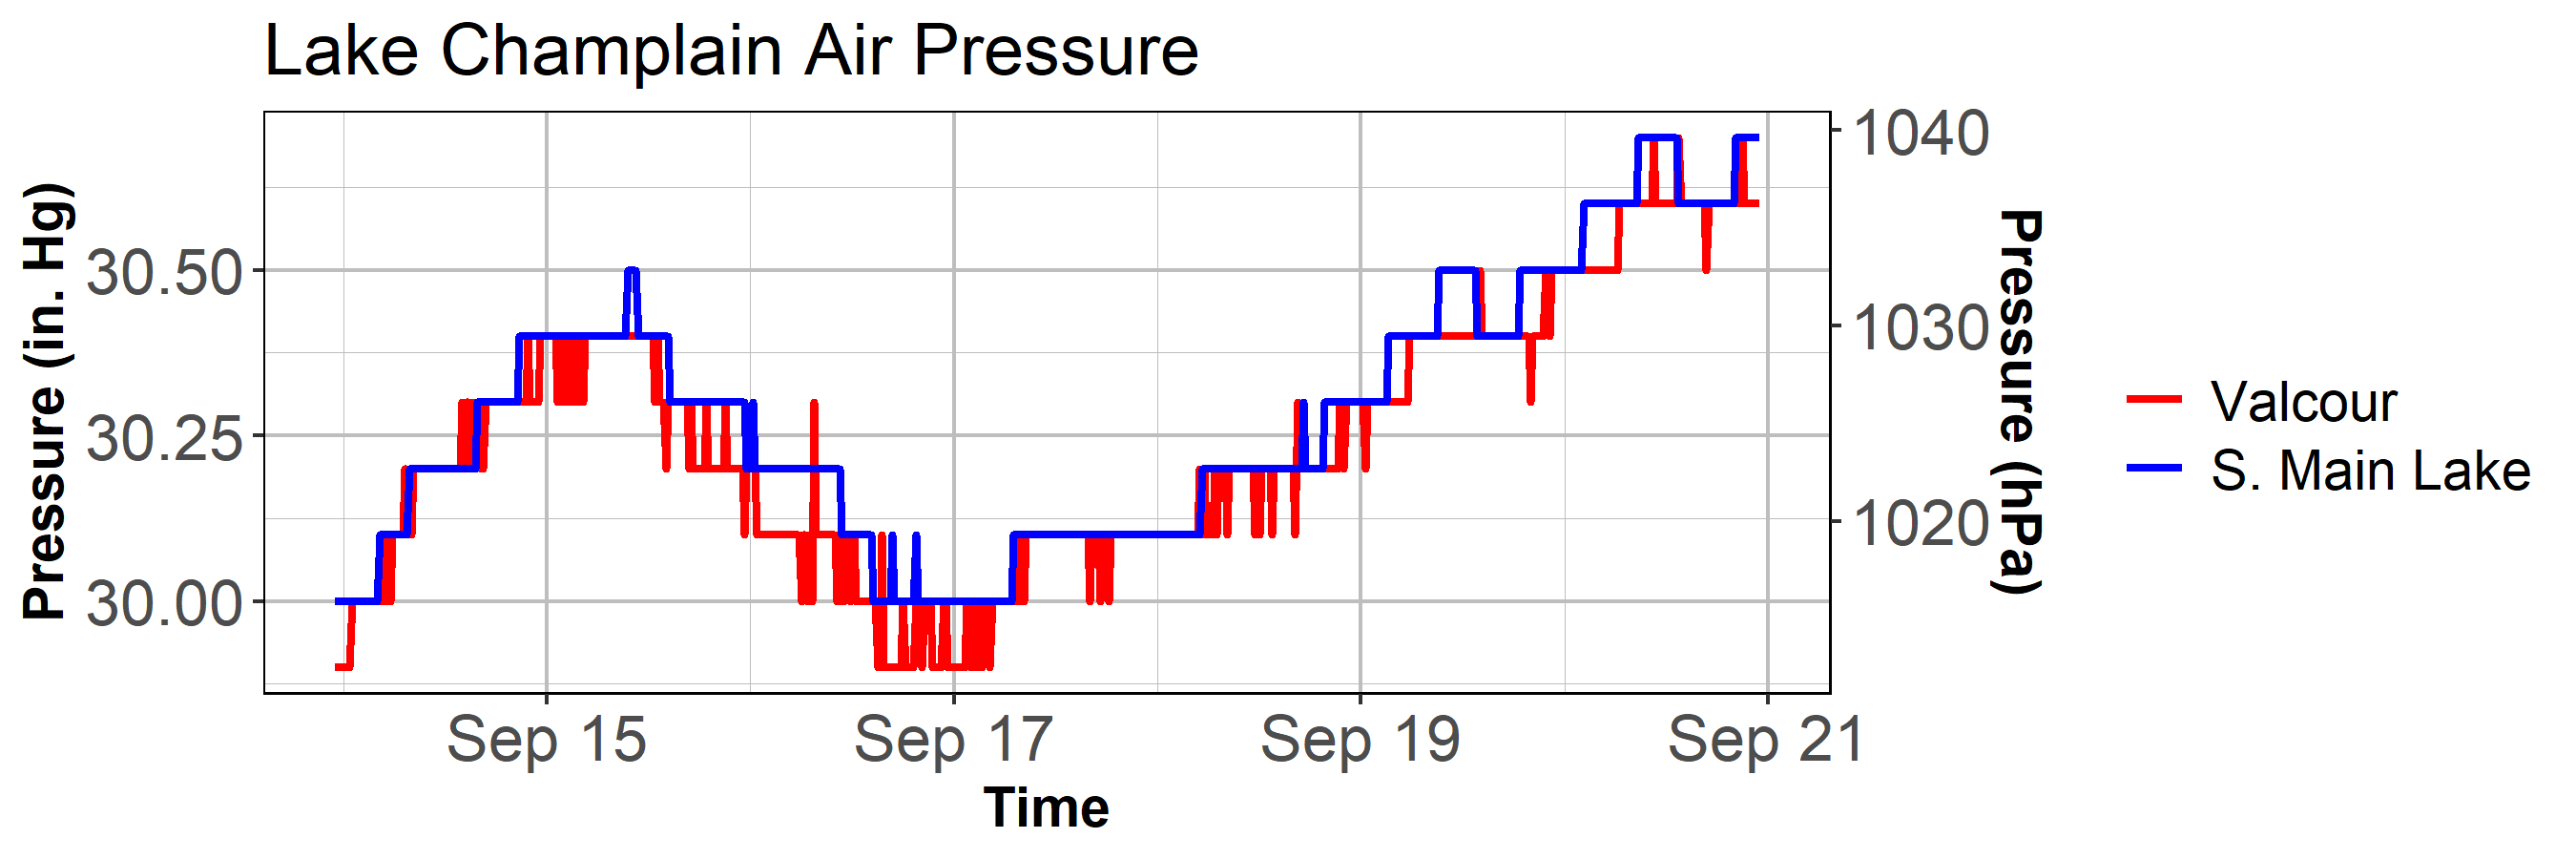 Lake Champlain Air Pressure
Pressure (in. Hg)
30.50
30.25
30.00
1040
1030
1020
Pressure (hPa)
Sep 15
Sep 17
Sep 19
Sep 21
Time
Valcour
S. Main Lake